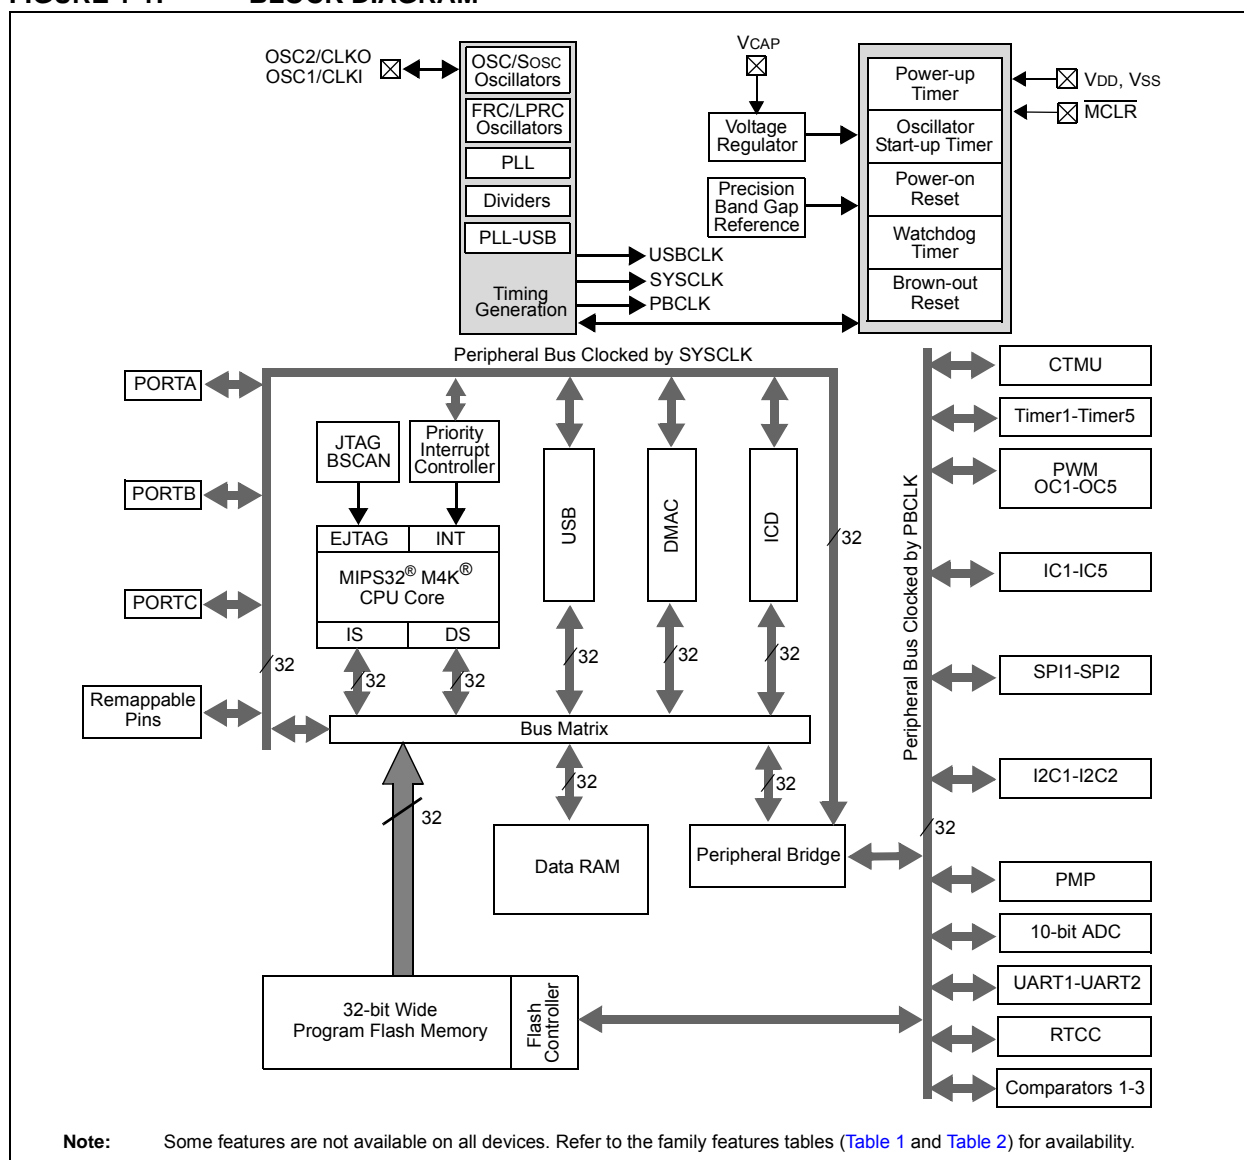 OSC2/CLKO
OSC1/CLKI
OSC/SOSC
Oscillators
FRC/LPRC
Oscillators
PLL
Dividers
PLL-USB
Timing
Generation
USBCLK
SYSCLK
PBCLK
VCAP
Voltage
Regulator
Precision
Band Gap
Reference
Power-up
Timer
Oscillator
Start-up Timer
Power-on
Reset
Watchdog
Timer
Brown-out
Reset
VDD, VSS
MCLR
Peripheral Bus Clocked by SYSCLK
PORTA
PORTB
PORTC
Remappable
Pins
32
JTAG
BSCAN
Priority
Interrupt
Controller
EJTAG
INT
MIPS32® M4K®
CPU Core
IS
DS
32
32
USB
32
DMAC
32
ICD
32
32
Bus Matrix
32
32
32
Data RAM
Peripheral Bridge
32-bit Wide
Program Flash Memory
Flash
Controller
Peripheral Bus Clocked by PBCLK
32
CTMU
Timer1-Timer5
PWM
OC1-OC5
IC1-IC5
SPI1-SPI2
I2C1-I2C2
PMP
10-bit ADC
UART1-UART2
RTCC
Comparators 1-3
Note: Some features are not available on all devices. Refer to the family features tables (Table 1 and Table 2) for availability.